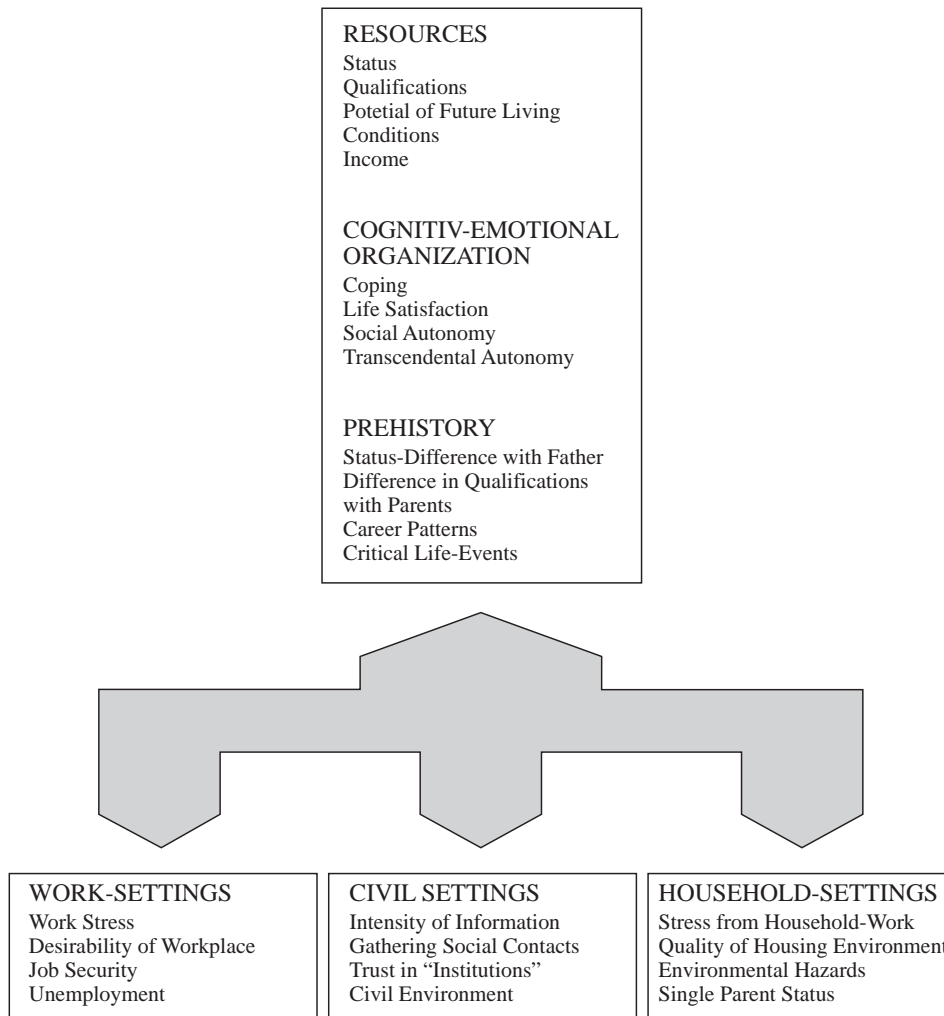 RESOURCES
Status
Qualifications
Potetial of Future Living
Conditions
Income
COGNITIV-EMOTIONAL
ORGANIZATION
Coping
Life Satisfaction
Social Autonomy
Transcendental Autonomy
PREHISTORY
Status-Difference with Father
Difference in Qualifications
with Parents
Career Patterns
Critical Life-Events
WORK-SETTINGS
Work Stress
Desirability of Workplace
Job Security
Unemployment
CIVIL SETTINGS
Intensity of Information
Gathering Social Contacts
Trust in “Institutions”
Civil Environment
HOUSEHOLD-SETTINGS
Stress from Household-Work
Quality of Housing Environment
Environmental Hazards
Single Parent Status